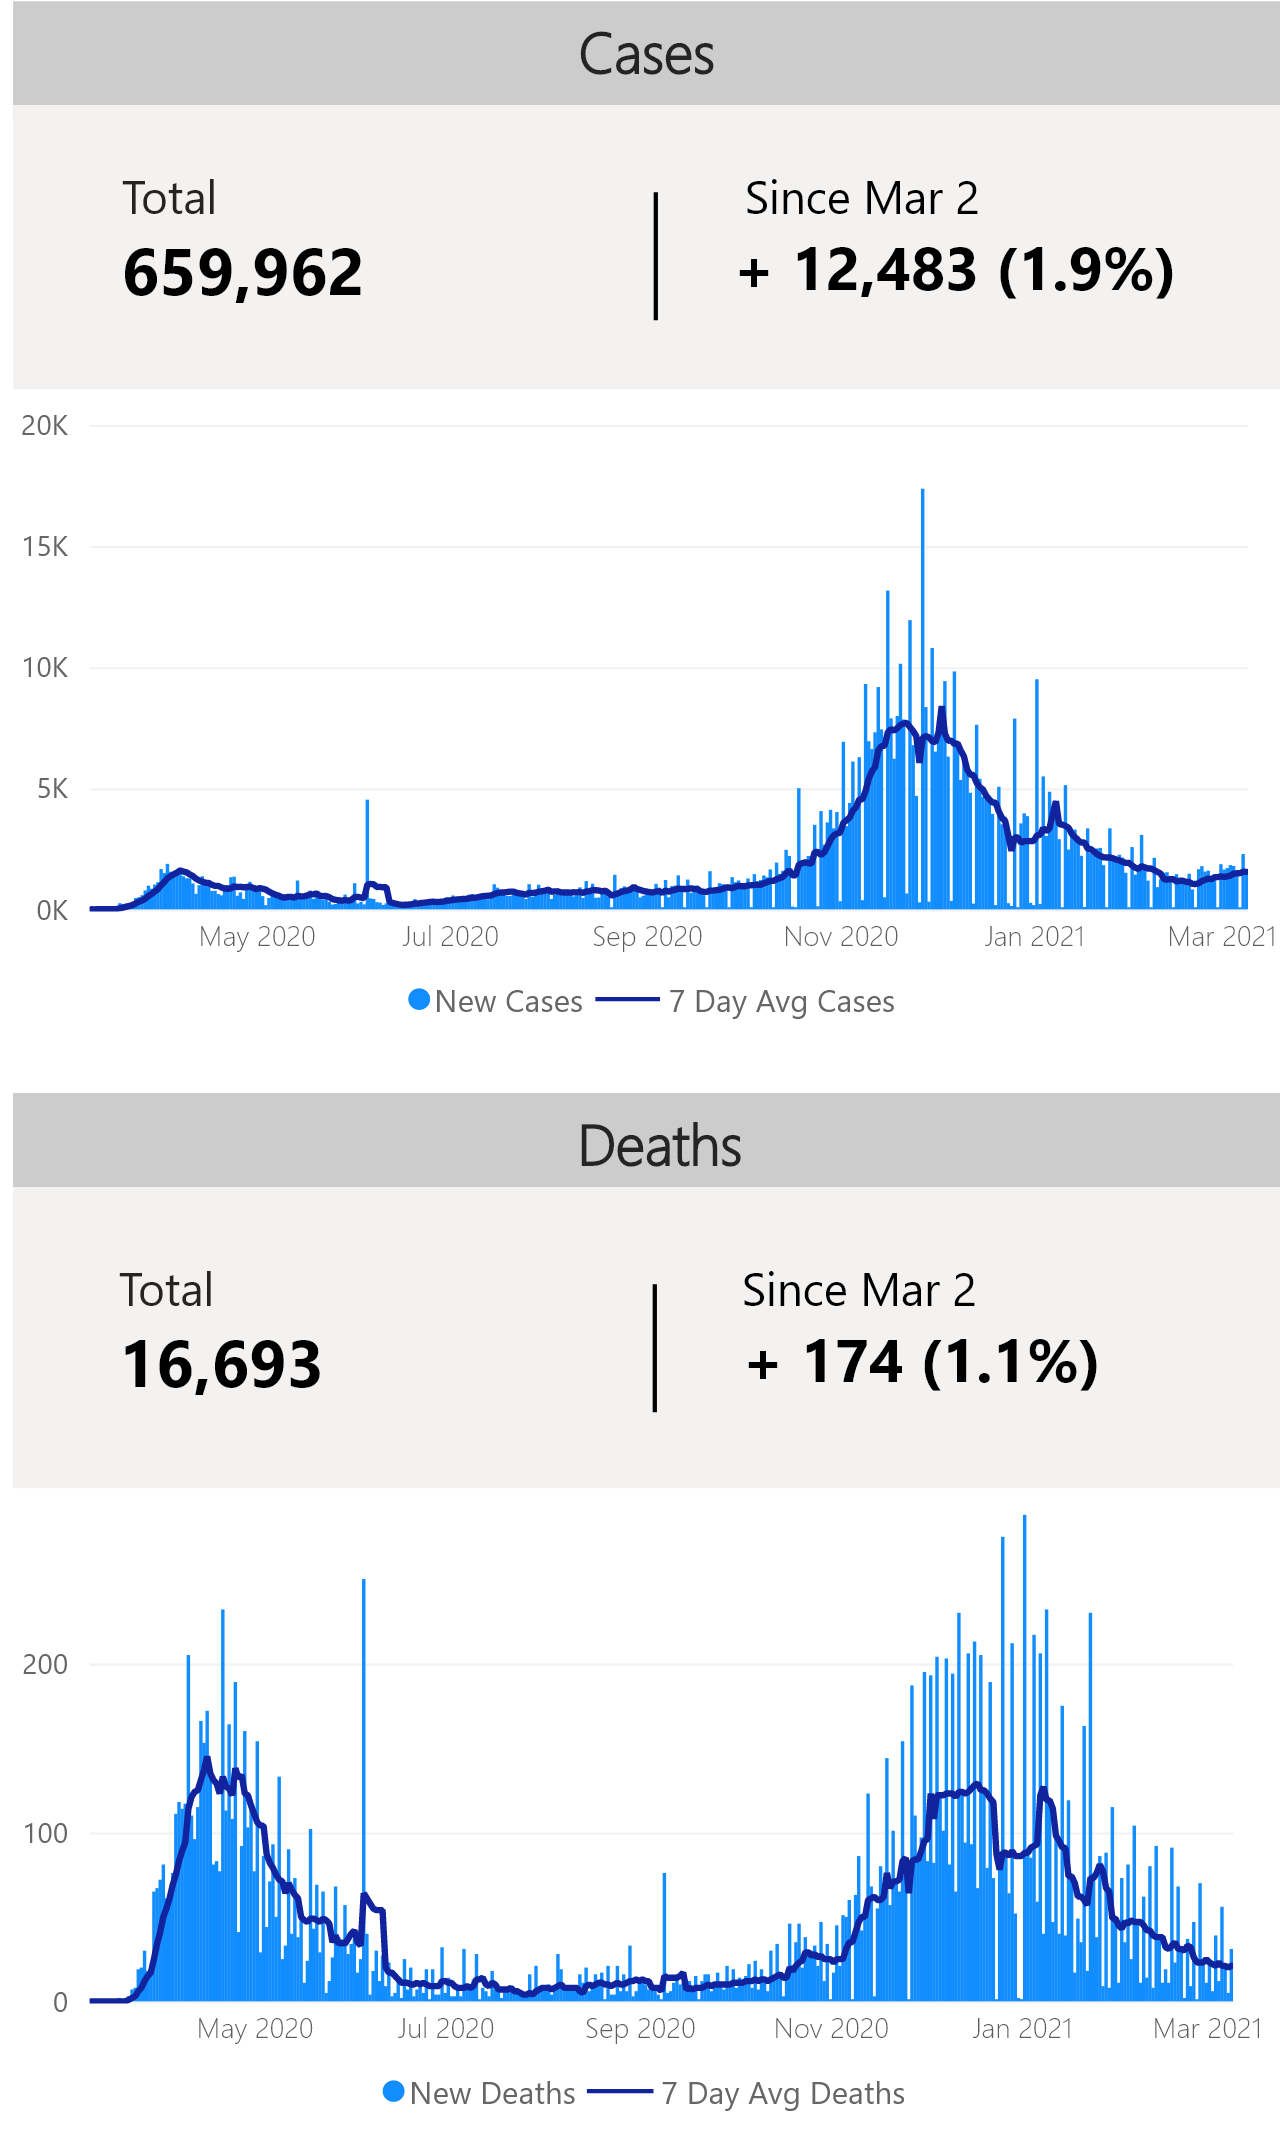 Cases
Total
Since Mar 2
659,962
+ 12,483 (1.9%)
20K
15K
10K
5K
0K
May 2020 Jul 2020 Sep 2020 Nov 2020 Jan 2021 Mar 2021
New Cases 7 Day Avg Cases
Deaths
Total
Since Mar 2
16,693
+ 174 (1.1%)
200
100
0
May 2020 Jul 2020 Sep 2020 Nov 2020 Jan 2021 Mar 2021
New Deaths 7 Day Avg Deaths